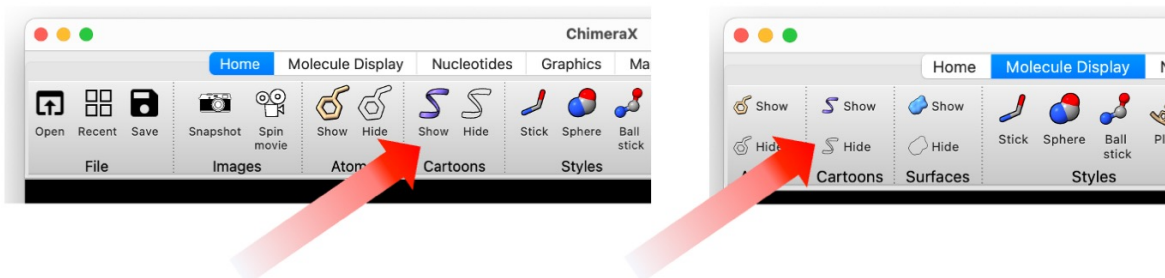 ChimeraX
Home Molecule Display Nucleotides Graphics Ma
Open Recent Save Snapshot Spin movie Show Hide Show Hide Stick Sphere Ball stick
File Images Atom Cartoons Styles
Home Molecule Display N
Show Show Show
Hide Hide Hide
Stick Sphere Ball stick Pl
Cartoons Surfaces Styles